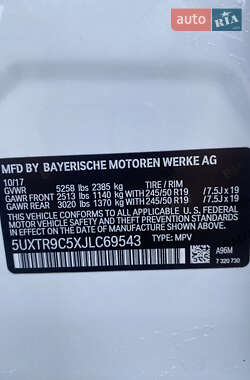 AUTO.RIA
MFD BY BAYERISCHE MOTOREN WERKE AG
10/17 TIRE / RIM
GVWR 5258 lbs 2385 kg
GAWR FRONT 2513 lbs 1140 kg WITH 245/50 R19 /7.5J x 19
GAWR REAR 3020 lbs 1370 kg WITH 245/50 R19 /7.5J x 19
THIS VEHICLE CONFORMS TO ALL APPLICABLE
U.S. FEDERAL MOTOR VEHICLE SAFETY
AND THEFT PREVENTION STANDARDS
IN EFFECT ON THE DATE OF
MANUFACTURE SHOWN ABOVE.
5UXTR9C5XJLC69543 TYPE: MPV
A96M
7 320 730